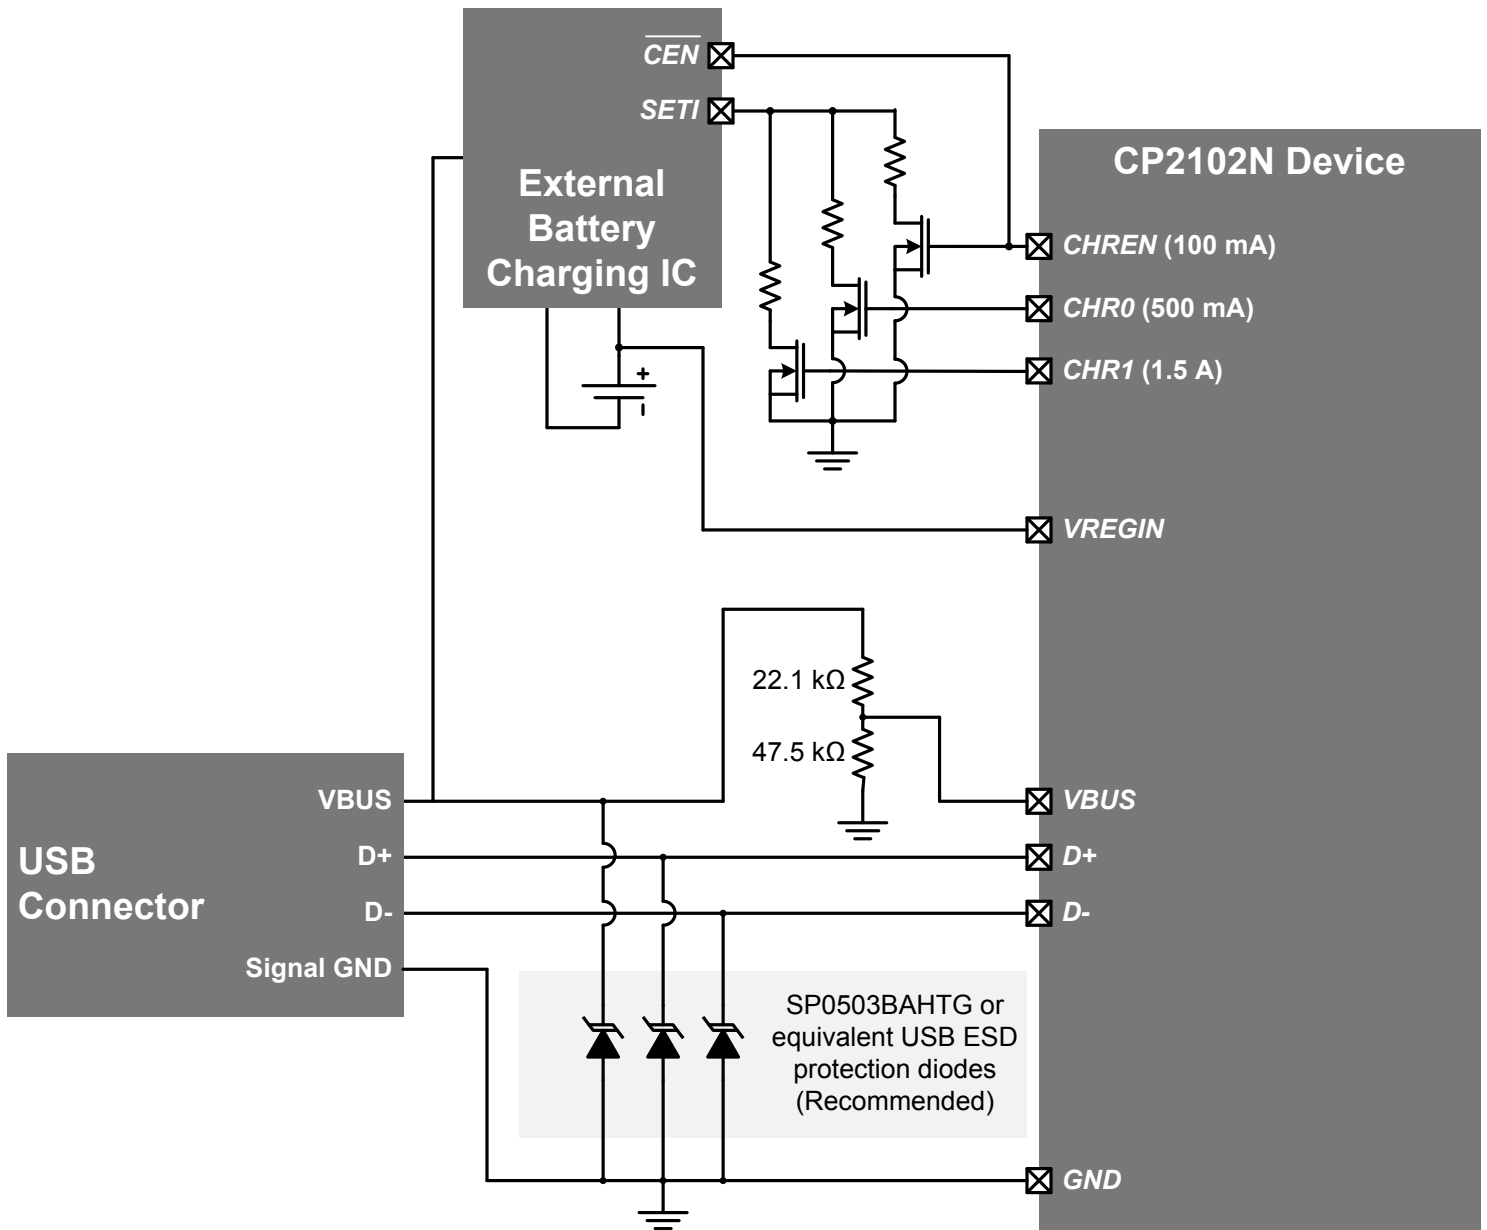 CEN
SETI
External
Battery
Charging IC
+
–
CP2102N Device
CHREN (100 mA)
CHR0 (500 mA)
CHR1 (1.5 A)
VREGIN
22.1 kΩ
47.5 kΩ
VBUS
D+
D-
GND
USB
Connector
VBUS
D+
D-
Signal GND
SP0503BAHTG or
equivalent USB ESD
protection diodes
(Recommended)